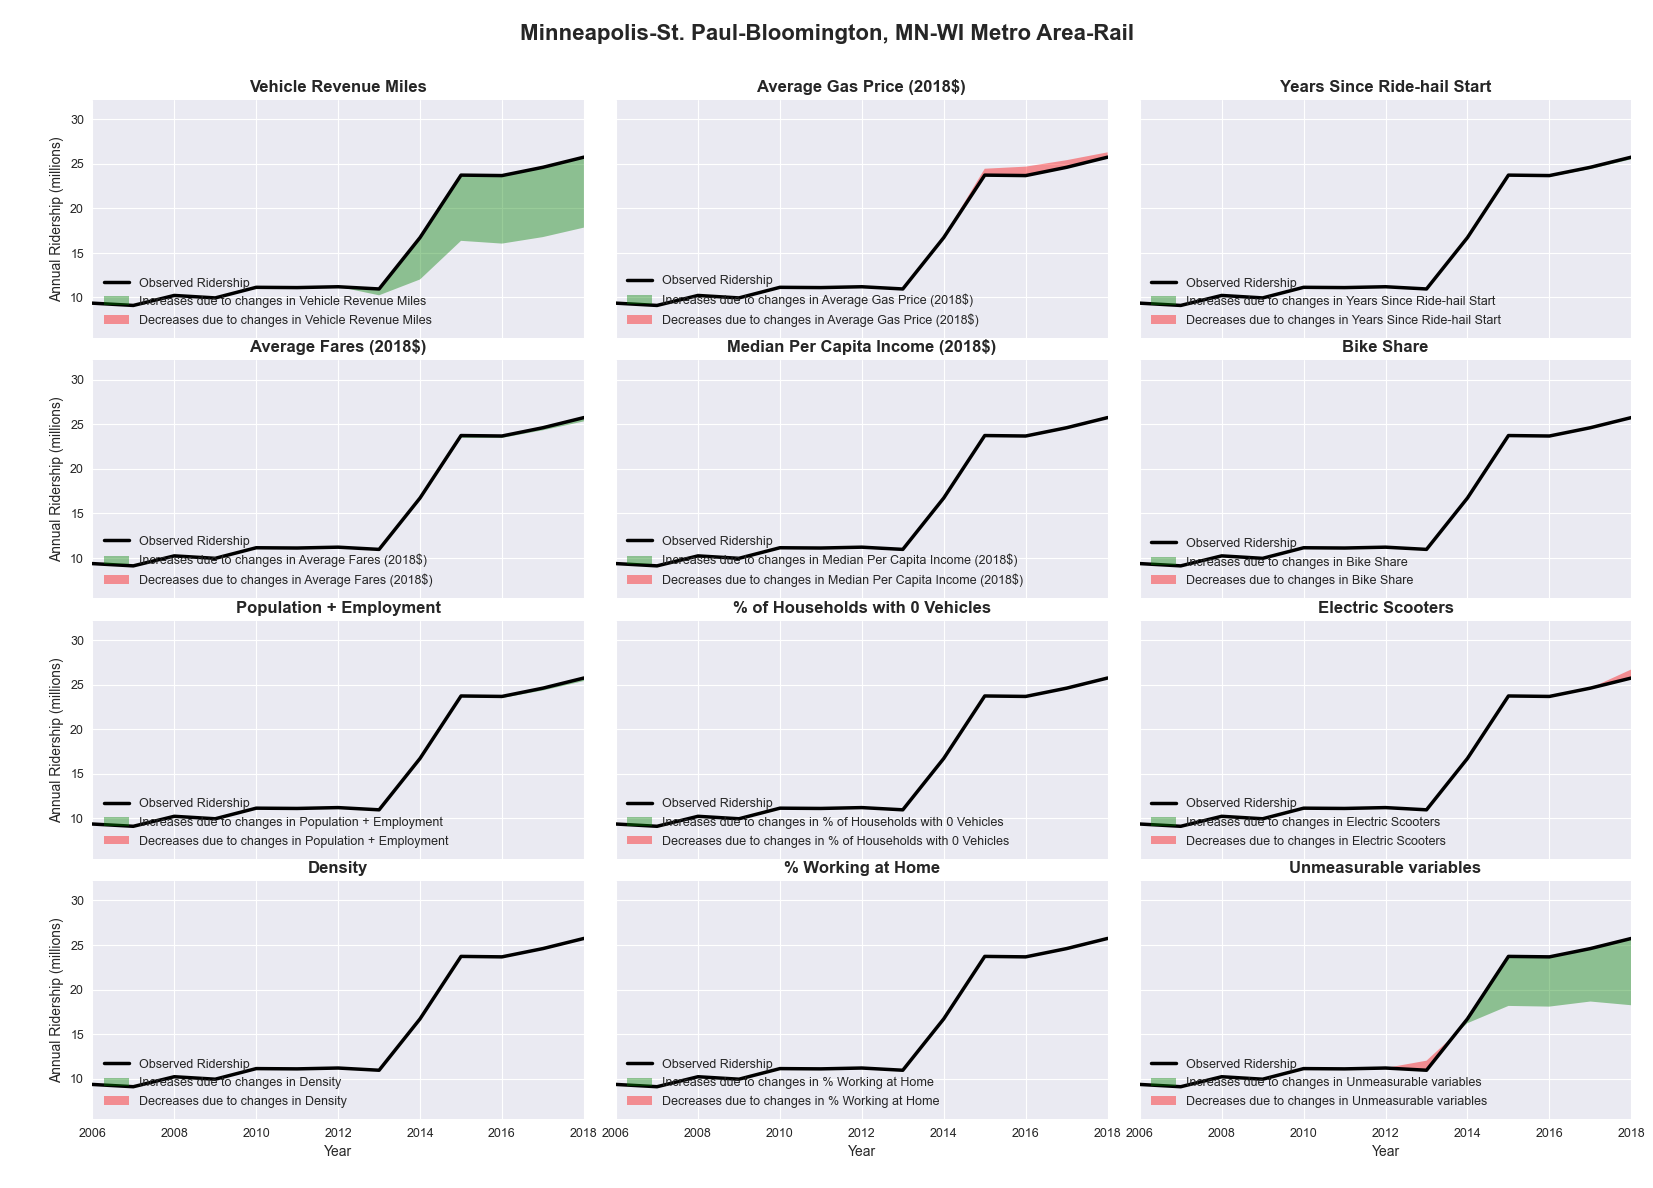 Minneapolis-St. Paul-Bloomington, MN-WI Metro Area-Rail
Vehicle Revenue Miles
Annual Ridership (millions)
30
25
20
15
10
Observed Ridership
Increases due to changes in Vehicle Revenue Miles
Decreases due to changes in Vehicle Revenue Miles
Average Gas Price (2018$)
Observed Ridership
Increases due to changes in Average Gas Price (2018$)
Decreases due to changes in Average Gas Price (2018$)
Years Since Ride-hail Start
Observed Ridership
Increases due to changes in Years Since Ride-hail Start
Decreases due to changes in Years Since Ride-hail Start
Average Fares (2018$)
Annual Ridership (millions)
30
25
20
15
10
Observed Ridership
Increases due to changes in Average Fares (2018$)
Decreases due to changes in Average Fares (2018$)
Median Per Capita Income (2018$)
Observed Ridership
Increases due to changes in Median Per Capita Income (2018$)
Decreases due to changes in Median Per Capita Income (2018$)
Bike Share
Observed Ridership
Increases due to changes in Bike Share
Decreases due to changes in Bike Share
Population + Employment
Annual Ridership (millions)
30
25
20
15
10
Observed Ridership
Increases due to changes in Population + Employment
Decreases due to changes in Population + Employment
% of Households with 0 Vehicles
Observed Ridership
Increases due to changes in % of Households with 0 Vehicles
Decreases due to changes in % of Households with 0 Vehicles
Electric Scooters
Observed Ridership
Increases due to changes in Electric Scooters
Decreases due to changes in Electric Scooters
Density
Annual Ridership (millions)
30
25
20
15
10
Observed Ridership
Increases due to changes in Density
Decreases due to changes in Density
2006 2008 2010 2012 2014 2016 2018
Year
% Working at Home
Observed Ridership
Increases due to changes in % Working at Home
Decreases due to changes in % Working at Home
2006 2008 2010 2012 2014 2016 2018
Year
Unmeasurable variables
Observed Ridership
Increases due to changes in Unmeasurable variables
Decreases due to changes in Unmeasurable variables
2006 2008 2010 2012 2014 2016 2018
Year